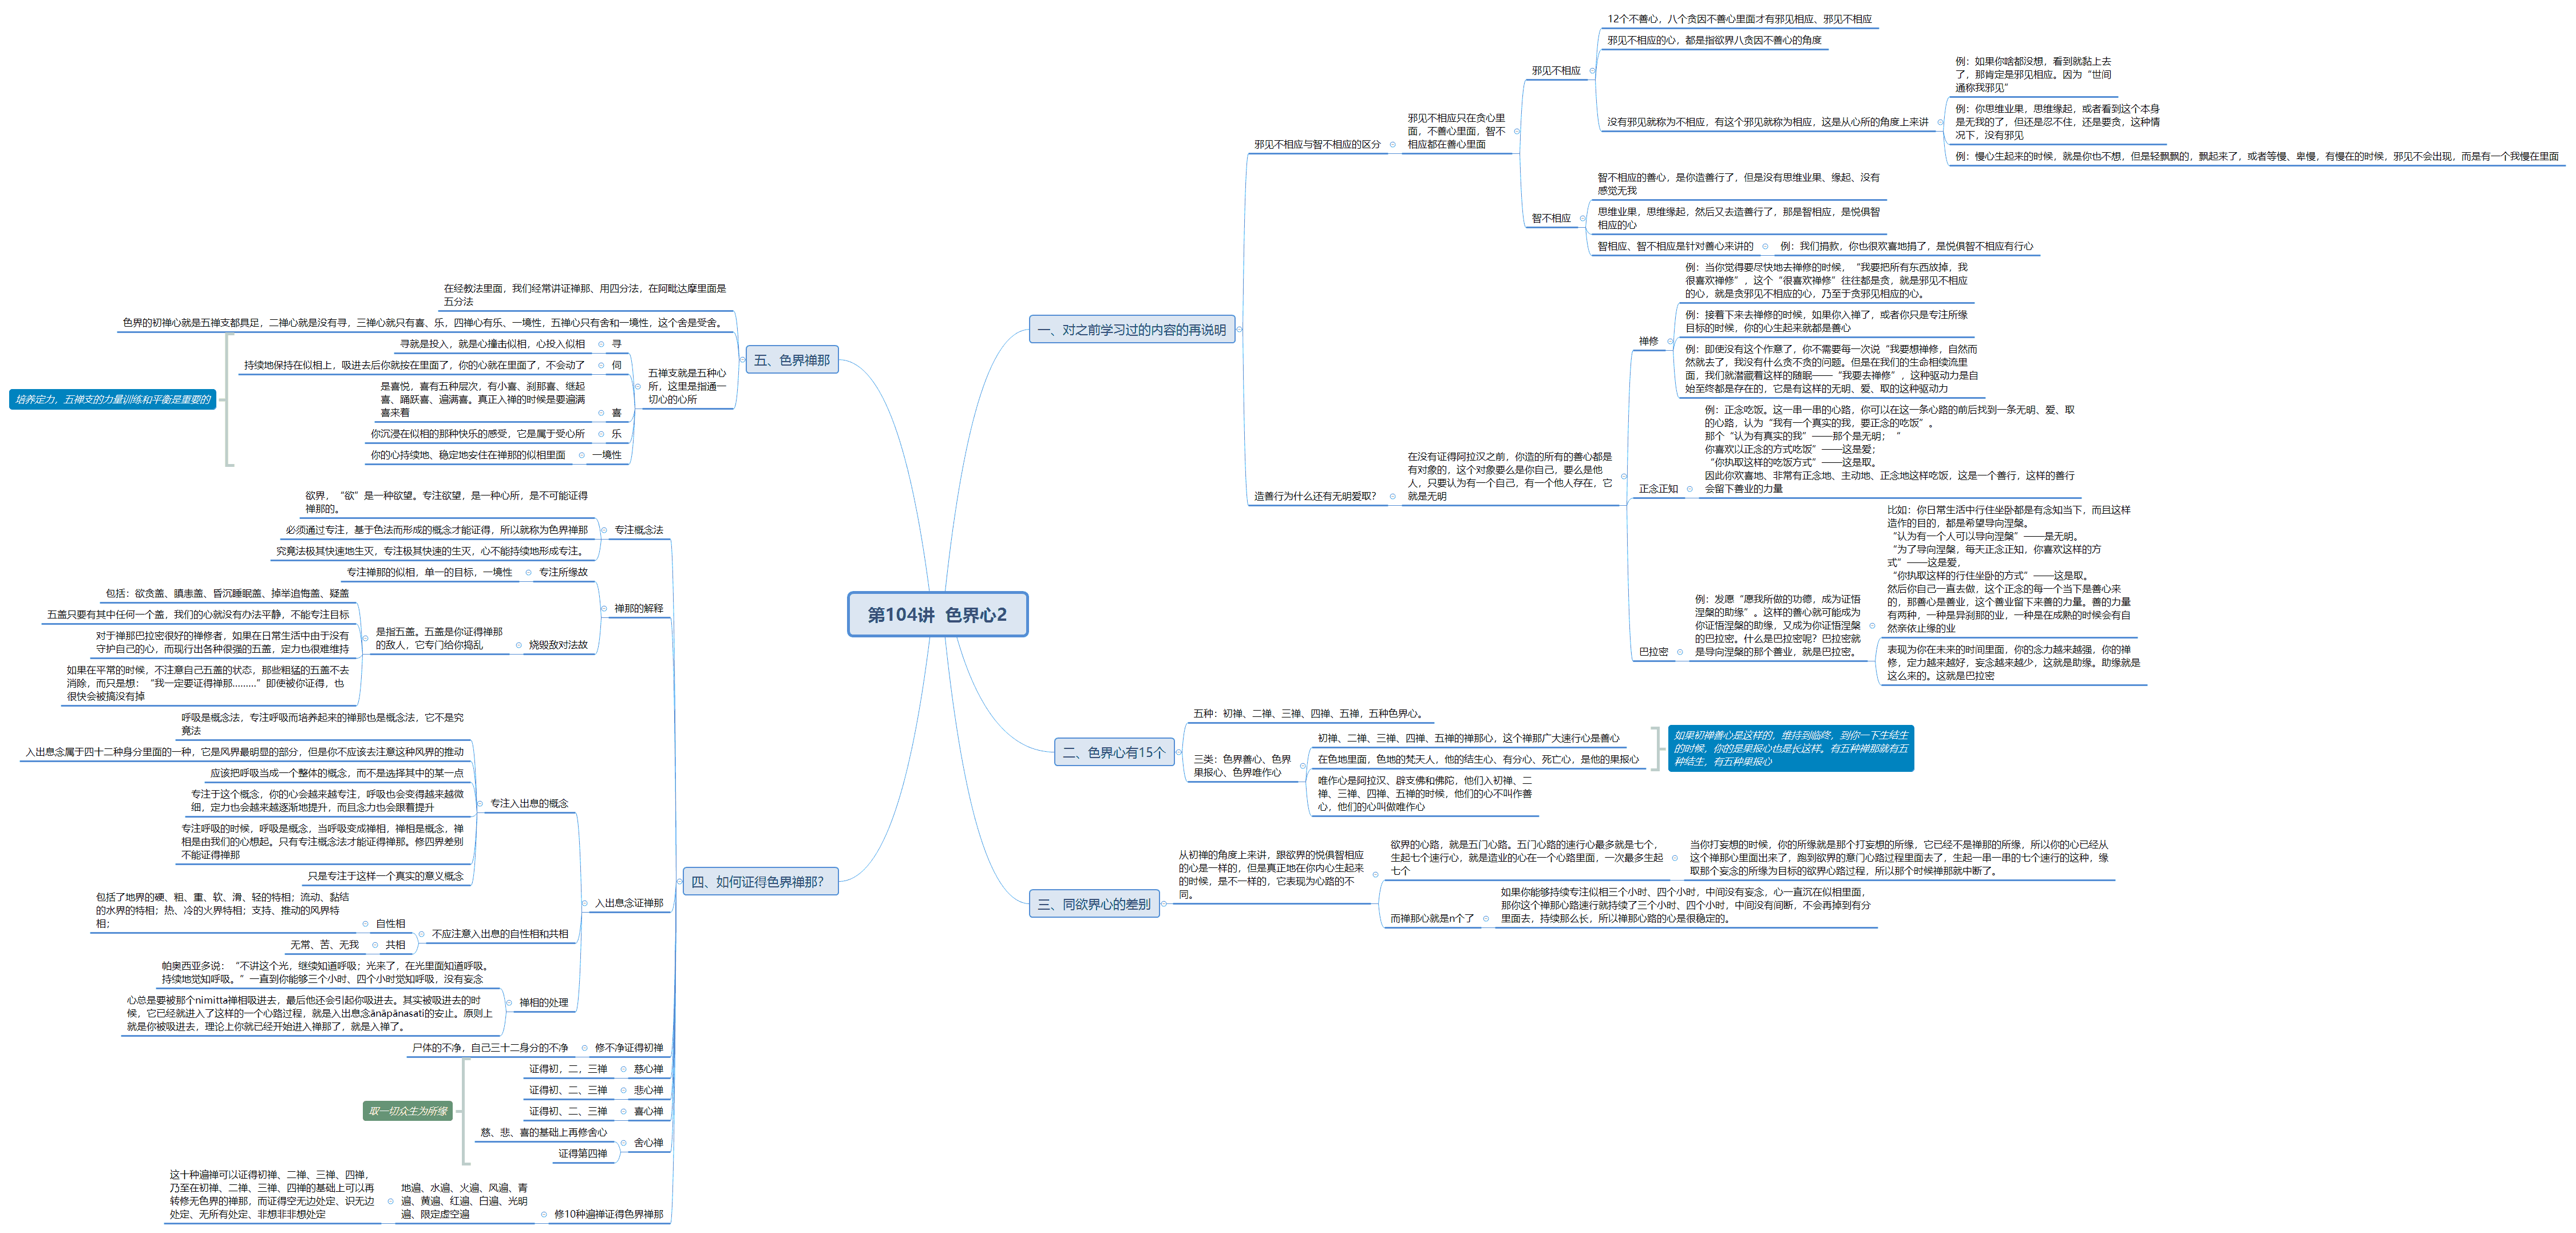 第104讲  色界心2
一、对之前学习过的内容的再说明
邪见不相应与智不相应的区分
邪见不相应只在贪心里
面，不善心里面，智不
相应都在善心里面
邪见不相应
12个不善心，八个贪因不善心里面才有邪见相应、邪见不相应
邪见不相应的心，都是指欲界八贪因不善心的角度
没有邪见就称为不相应，有这个邪见就称为相应，这是从心所的角度上来讲
例：如果你啥都没想，看到就黏上去
了，那肯定是邪见相应。因为“世间
通称我邪见”
例：你思维业果，思维缘起，或者看到这个本身
是无我的了，但还是忍不住，还是要贪，这种情
况下，没有邪见
例：慢心生起来的时候，就是你也不想，但是轻飘飘的，飘起来了，或者等慢、卑慢，有慢在的时候，邪见不会出现，而是有一个我慢在里面
智不相应
智不相应的善心，是你造善行了，但是没有思维业果、缘起、没有
感觉无我
思维业果，思维缘起，然后又去造善行了，那是智相应，是悦俱智
相应的心
智相应、智不相应是针对善心来讲的
例：我们捐款，你也很欢喜地捐了，是悦俱智不相应有行心
造善行为什么还有无明爱取？
在没有证得阿拉汉之前，你造的所有的善心都是
有对象的，这个对象要么是你自己，要么是他
人，只要认为有一个自己，有一个他人存在，它
就是无明
禅修
例：当你觉得要尽快地去禅修的时候，“我要把所有东西放掉，我
很喜欢禅修”，这个“很喜欢禅修”往往都是贪，就是邪见不相应
的心，就是贪邪见不相应的心，乃至于贪邪见相应的心。
例：接着下来去禅修的时候，如果你入禅了，或者你只是专注所缘
目标的时候，你的心生起来就都是善心
例：即使没有这个作意了，你不需要每一次说“我要想禅修，自然而
然就去了，我没有什么贪不贪的问题。但是在我们的生命相续流里
面，我们就潜藏着这样的随眠——“我要去禅修”，这种驱动力是自
始至终都是存在的，它是有这样的无明、爱、取的这种驱动力
正念正知
例：正念吃饭。这一串一串的心路，你可以在这一条心路的前后找到一条无明、爱、取
的心路，认为“我有一个真实的我，要正念的吃饭”。
那个“认为有真实的我”——那个是无明； “
你喜欢以正念的方式吃饭”——这是爱；
“你执取这样的吃饭方式”——这是取。
因此你欢喜地、非常有正念地、主动地、正念地这样吃饭，这是一个善行，这样的善行
会留下善业的力量
巴拉密
例：发愿“愿我所做的功德，成为证悟
涅槃的助缘”。这样的善心就可能成为
你证悟涅槃的助缘，又成为你证悟涅槃
的巴拉密。什么是巴拉密呢？巴拉密就
是导向涅槃的那个善业，就是巴拉密。
比如：你日常生活中行住坐卧都是有念知当下，而且这样
造作的目的，都是希望导向涅槃。
“认为有一个人可以导向涅槃”——是无明。
“为了导向涅槃，每天正念正知，你喜欢这样的方
式”——这是爱，
“你执取这样的行住坐卧的方式”——这是取。
然后你自己一直去做，这个正念的每一个当下是善心来
的，那善心是善业，这个善业留下来善的力量。善的力量
有两种，一种是异刹那的业，一种是在成熟的时候会有自
然亲依止缘的业
表现为你在未来的时间里面，你的念力越来越强，你的禅
修，定力越来越好，妄念越来越少，这就是助缘。助缘就是
这么来的。这就是巴拉密
二、色界心有15个
五种：初禅、二禅、三禅、四禅、五禅，五种色界心。
三类：色界善心、色界
果报心、色界唯作心
初禅、二禅、三禅、四禅、五禅的禅那心，这个禅那广大速行心是善心
在色地里面，色地的梵天人，他的结生心、有分心、死亡心，是他的果报心
唯作心是阿拉汉、辟支佛和佛陀，他们入初禅、二
禅、三禅、四禅、五禅的时候，他们的心不叫作善
心，他们的心叫做唯作心
如果初禅善心是这样的，维持到临终，到你一下生结生
的时候，你的是果报心也是长这样。有五种禅那就有五
种结生，有五种果报心
三、同欲界心的差别
从初禅的角度上来讲，跟欲界的悦俱智相应
的心是一样的，但是真正地在你内心生起来
的时候，是不一样的，它表现为心路的不
同。
欲界的心路，就是五门心路。五门心路的速行心最多就是七个，
生起七个速行心，就是造业的心在一个心路里面，一次最多生起
七个
当你打妄想的时候，你的所缘就是那个打妄想的所缘，它已经不是禅那的所缘，所以你的心已经从
这个禅那心里面出来了，跑到欲界的意门心路过程里面去了，生起一串一串的七个速行的这种，缘
取那个妄念的所缘为目标的欲界心路过程，所以那个时候禅那就中断了。
而禅那心就是n个了
如果你能够持续专注似相三个小时、四个小时，中间没有妄念，心一直沉在似相里面，
那你这个禅那心路速行就持续了三个小时、四个小时，中间没有间断，不会再掉到有分
里面去，持续那么长，所以禅那心路的心是很稳定的。
五、色界禅那
在经教法里面，我们经常讲证禅那、用四分法，在阿毗达摩里面是
五分法
色界的初禅心就是五禅支都具足，二禅心就是没有寻，三禅心就只有喜、乐，四禅心有乐、一境性，五禅心只有舍和一境性，这个舍是受舍。
五禅支就是五种心
所，这里是指通一
切心的心所
寻
寻就是投入，就是心撞击似相，心投入似相
伺
持续地保持在似相上，吸进去后你就按在里面了，你的心就在里面了，不会动了
喜
是喜悦，喜有五种层次，有小喜、刹那喜、继起
喜、踊跃喜、遍满喜。真正入禅的时候是要遍满
喜来着
乐
你沉浸在似相的那种快乐的感受，它是属于受心所
一境性
你的心持续地、稳定地安住在禅那的似相里面
培养定力，五禅支的力量训练和平衡是重要的
四、如何证得色界禅那？
专注概念法
欲界，“欲”是一种欲望。专注欲望，是一种心所，是不可能证得
禅那的。
必须通过专注，基于色法而形成的概念才能证得，所以就称为色界禅那
究竟法极其快速地生灭，专注极其快速的生灭，心不能持续地形成专注。
禅那的解释
专注所缘故
专注禅那的似相，单一的目标，一境性
烧毁敌对法故
是指五盖。五盖是你证得禅那
的敌人，它专门给你捣乱
包括：欲贪盖、瞋恚盖、昏沉睡眠盖、掉举追悔盖、疑盖
五盖只要有其中任何一个盖，我们的心就没有办法平静，不能专注目标
对于禅那巴拉密很好的禅修者，如果在日常生活中由于没有
守护自己的心，而现行出各种很强的五盖，定力也很难维持
如果在平常的时候，不注意自己五盖的状态，那些粗猛的五盖不去
消除，而只是想：“我一定要证得禅那………”即使被你证得，也
很快会被搞没有掉
入出息念证禅那
专注入出息的概念
呼吸是概念法，专注呼吸而培养起来的禅那也是概念法，它不是究
竟法
入出息念属于四十二种身分里面的一种，它是风界最明显的部分，但是你不应该去注意这种风界的推动
应该把呼吸当成一个整体的概念，而不是选择其中的某一点
专注于这个概念，你的心会越来越专注，呼吸也会变得越来越微
细，定力也会越来越逐渐地提升，而且念力也会跟着提升
专注呼吸的时候，呼吸是概念，当呼吸变成禅相，禅相是概念，禅
相是由我们的心想起。只有专注概念法才能证得禅那。修四界差别
不能证得禅那
只是专注于这样一个真实的意义概念
不应注意入出息的自性相和共相
自性相
包括了地界的硬、粗、重、软、滑、轻的特相；流动、黏结
的水界的特相；热、冷的火界特相；支持、推动的风界特
相；
共相
无常、苦、无我
禅相的处理
帕奥西亚多说：“不讲这个光，继续知道呼吸；光来了，在光里面知道呼吸。
持续地觉知呼吸。”一直到你能够三个小时、四个小时觉知呼吸，没有妄念
心总是要被那个nimitta禅相吸进去，最后他还会引起你吸进去。其实被吸进去的时
候，它已经就进入了这样的一个心路过程，就是入出息念ānāpānasati的安止。原则上
就是你被吸进去，理论上你就已经开始进入禅那了，就是入禅了。
修不净证得初禅
尸体的不净，自己三十二身分的不净
慈心禅
证得初，二，三禅
悲心禅
证得初、二、三禅
喜心禅
证得初、二、三禅
舍心禅
慈、悲、喜的基础上再修舍心
证得第四禅
取一切众生为所缘
修10种遍禅证得色界禅那
地遍、水遍、火遍、风遍、青
遍、黄遍、红遍、白遍、光明
遍、限定虚空遍
这十种遍禅可以证得初禅、二禅、三禅、四禅，
乃至在初禅、二禅、三禅、四禅的基础上可以再
转修无色界的禅那，而证得空无边处定、识无边
处定、无所有处定、非想非非想处定